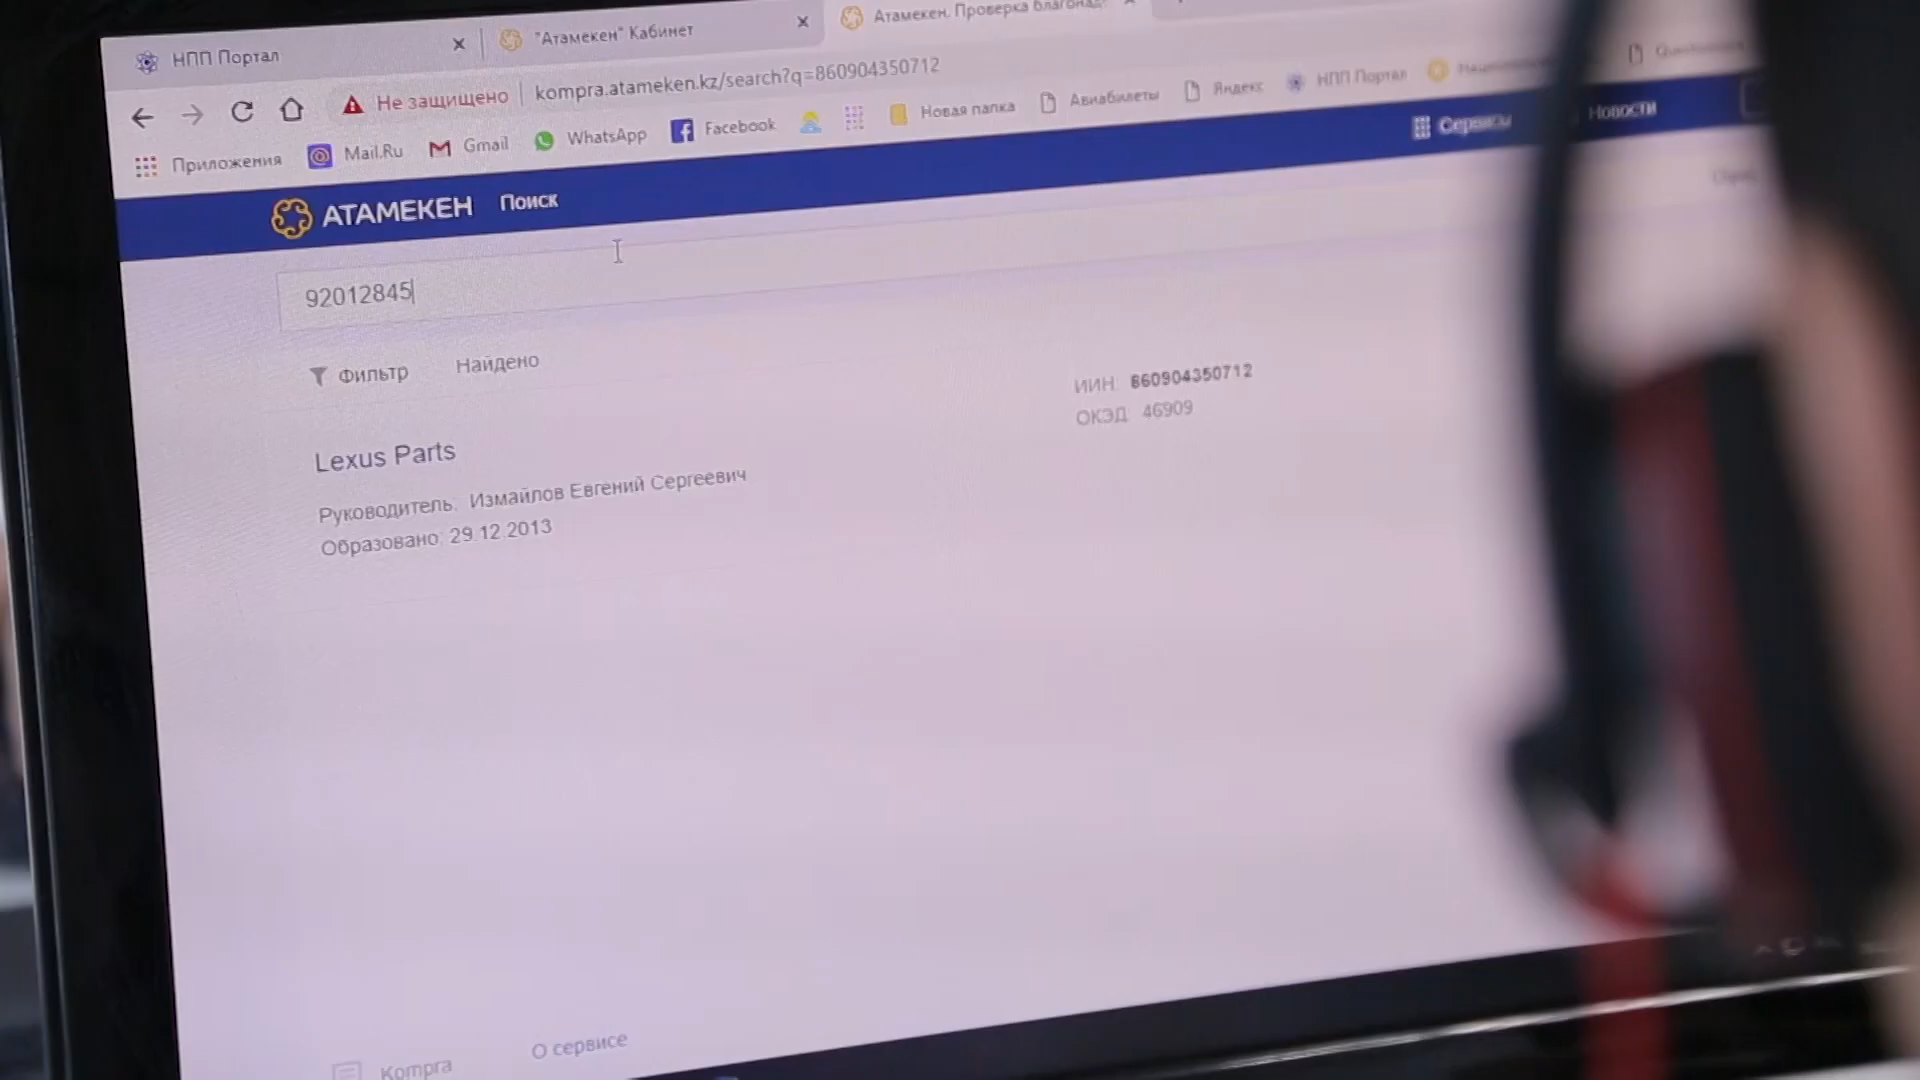 НПП Портал
"Атамекен" Кабинет
Атамекен. Проверка благонад
Не защищено
kompra.atameken.kz/search?q=860904350712
Приложения
Mail.Ru
Gmail
WhatsApp
Facebook
Новая папка
Авиабилеты
Яндекс
НПП Портал
АТАМЕКЕН
Поиск
Сервисы
Новости
92012845
Фильтр
Найдено
ИИН: 860904350712
ОКЭД: 46909
Lexus Parts
Руководитель: Измайлов Евгений Сергеевич
Образовано: 29.12.2013
Kompra
О сервисе